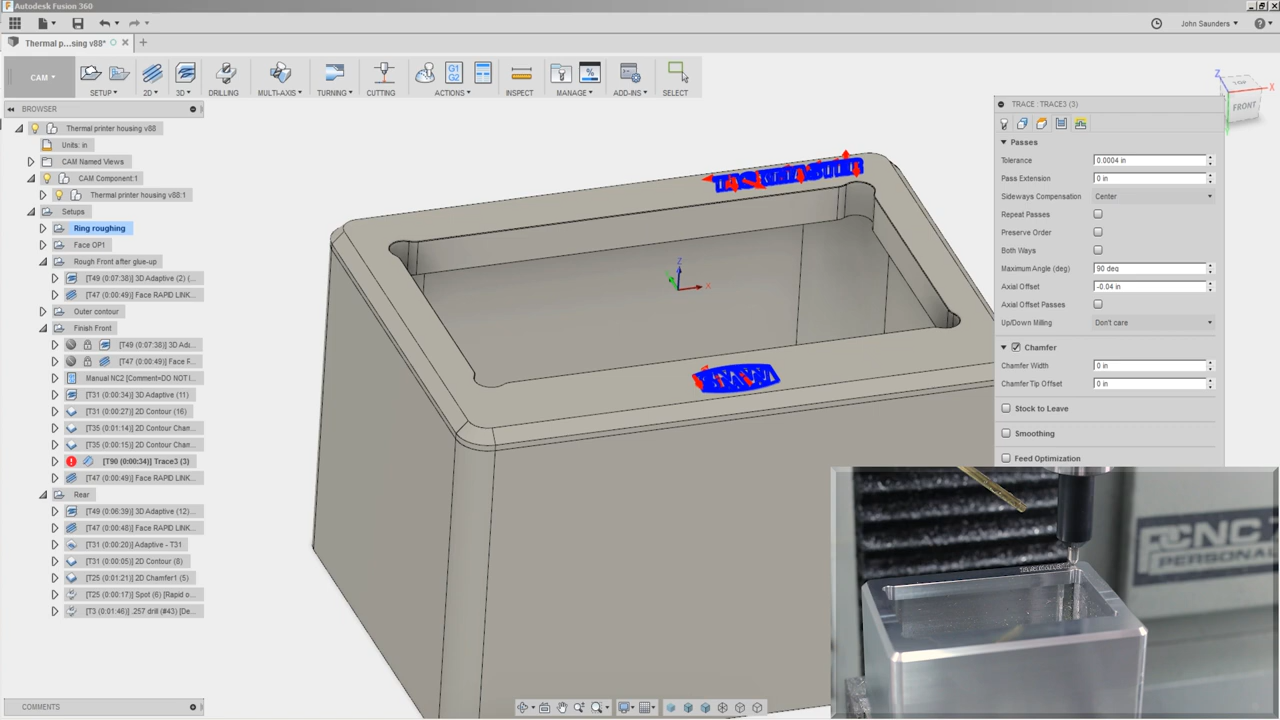 Autodesk Fusion 360
John Saunders
Thermal p...sing v88*
CAM
SETUP
2D
3D
DRILLING
MULTI-AXIS
TURNING
CUTTING
G1
G2
ACTIONS
INSPECT
MANAGE
ADD-INS
SELECT
BROWSER
Thermal printer housing v88
Units: in
CAM Named Views
CAM Component:1
Thermal printer housing v88:1
Setups
Ring roughing
Face OP1
Rough Front after glue-up
[T49 (0:07:38)] 3D Adaptive (2) (...
[T47 (0:00:49)] Face RAPID LINK...
Outer contour
Finish Front
[T49 (0:07:38)] 3D Ada...
[T47 (0:00:49)] Face F...
Manual NC2 [Comment=DO NOT I...
[T31 (0:00:34)] 3D Adaptive (11)
[T31 (0:00:27)] 2D Contour (16)
[T35 (0:01:14)] 2D Contour Chan...
[T35 (0:00:15)] 2D Contour Chan...
[T90 (0:00:34)] Trace3 (3)
[T47 (0:00:49)] Face RAPID LINK...
Rear
[T49 (0:06:39)] 3D Adaptive (12)...
[T47 (0:00:48)] Face RAPID LINK...
[T31 (0:00:20)] Adaptive - T31
[T31 (0:00:05)] 2D Contour (8)
[T25 (0:01:21)] 2D Chamfer1 (5)
[T25 (0:00:17)] Spot (6) [Rapid o...
[T3 (0:01:46)] .257 drill (#43) [De...
COMMENTS
Z
X
TOP
FRONT
Z
X
TRACE : TRACE3 (3)
Passes
Tolerance 0.0004 in
Pass Extension 0 in
Sideways Compensation Center
Repeat Passes
Preserve Order
Both Ways
Maximum Angle (deg) 90 deg
Axial Offset -0.04 in
Axial Offset Passes
Up/Down Milling Don't care
Chamfer
Chamfer Width 0 in
Chamfer Tip Offset 0 in
Stock to Leave
Smoothing
Feed Optimization
PCNC
PERSONAL